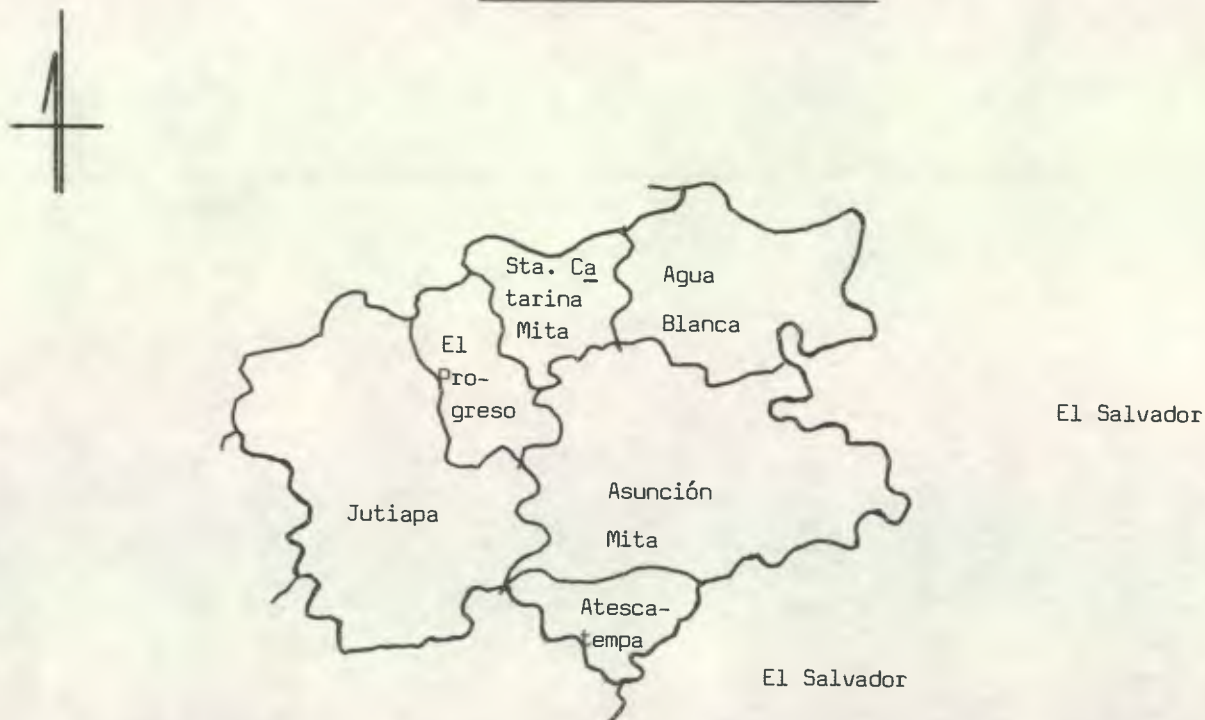 Sta. Ca
tarina
Mita
Agua
Blanca
El
Pro-
greso
El Salvador
Jutiapa
Asunción
Mita
Atesca-
tempa
El Salvador